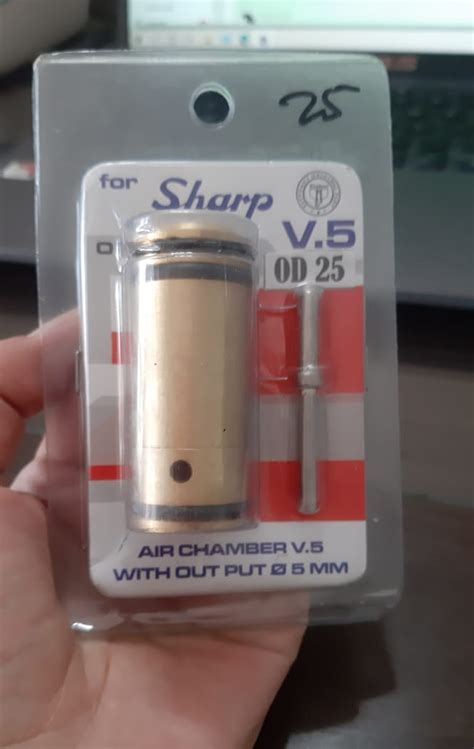 25
for Sharp
V.5
OD 25
AIR CHAMBER V.5
WITH OUT PUT Ø 5 MM